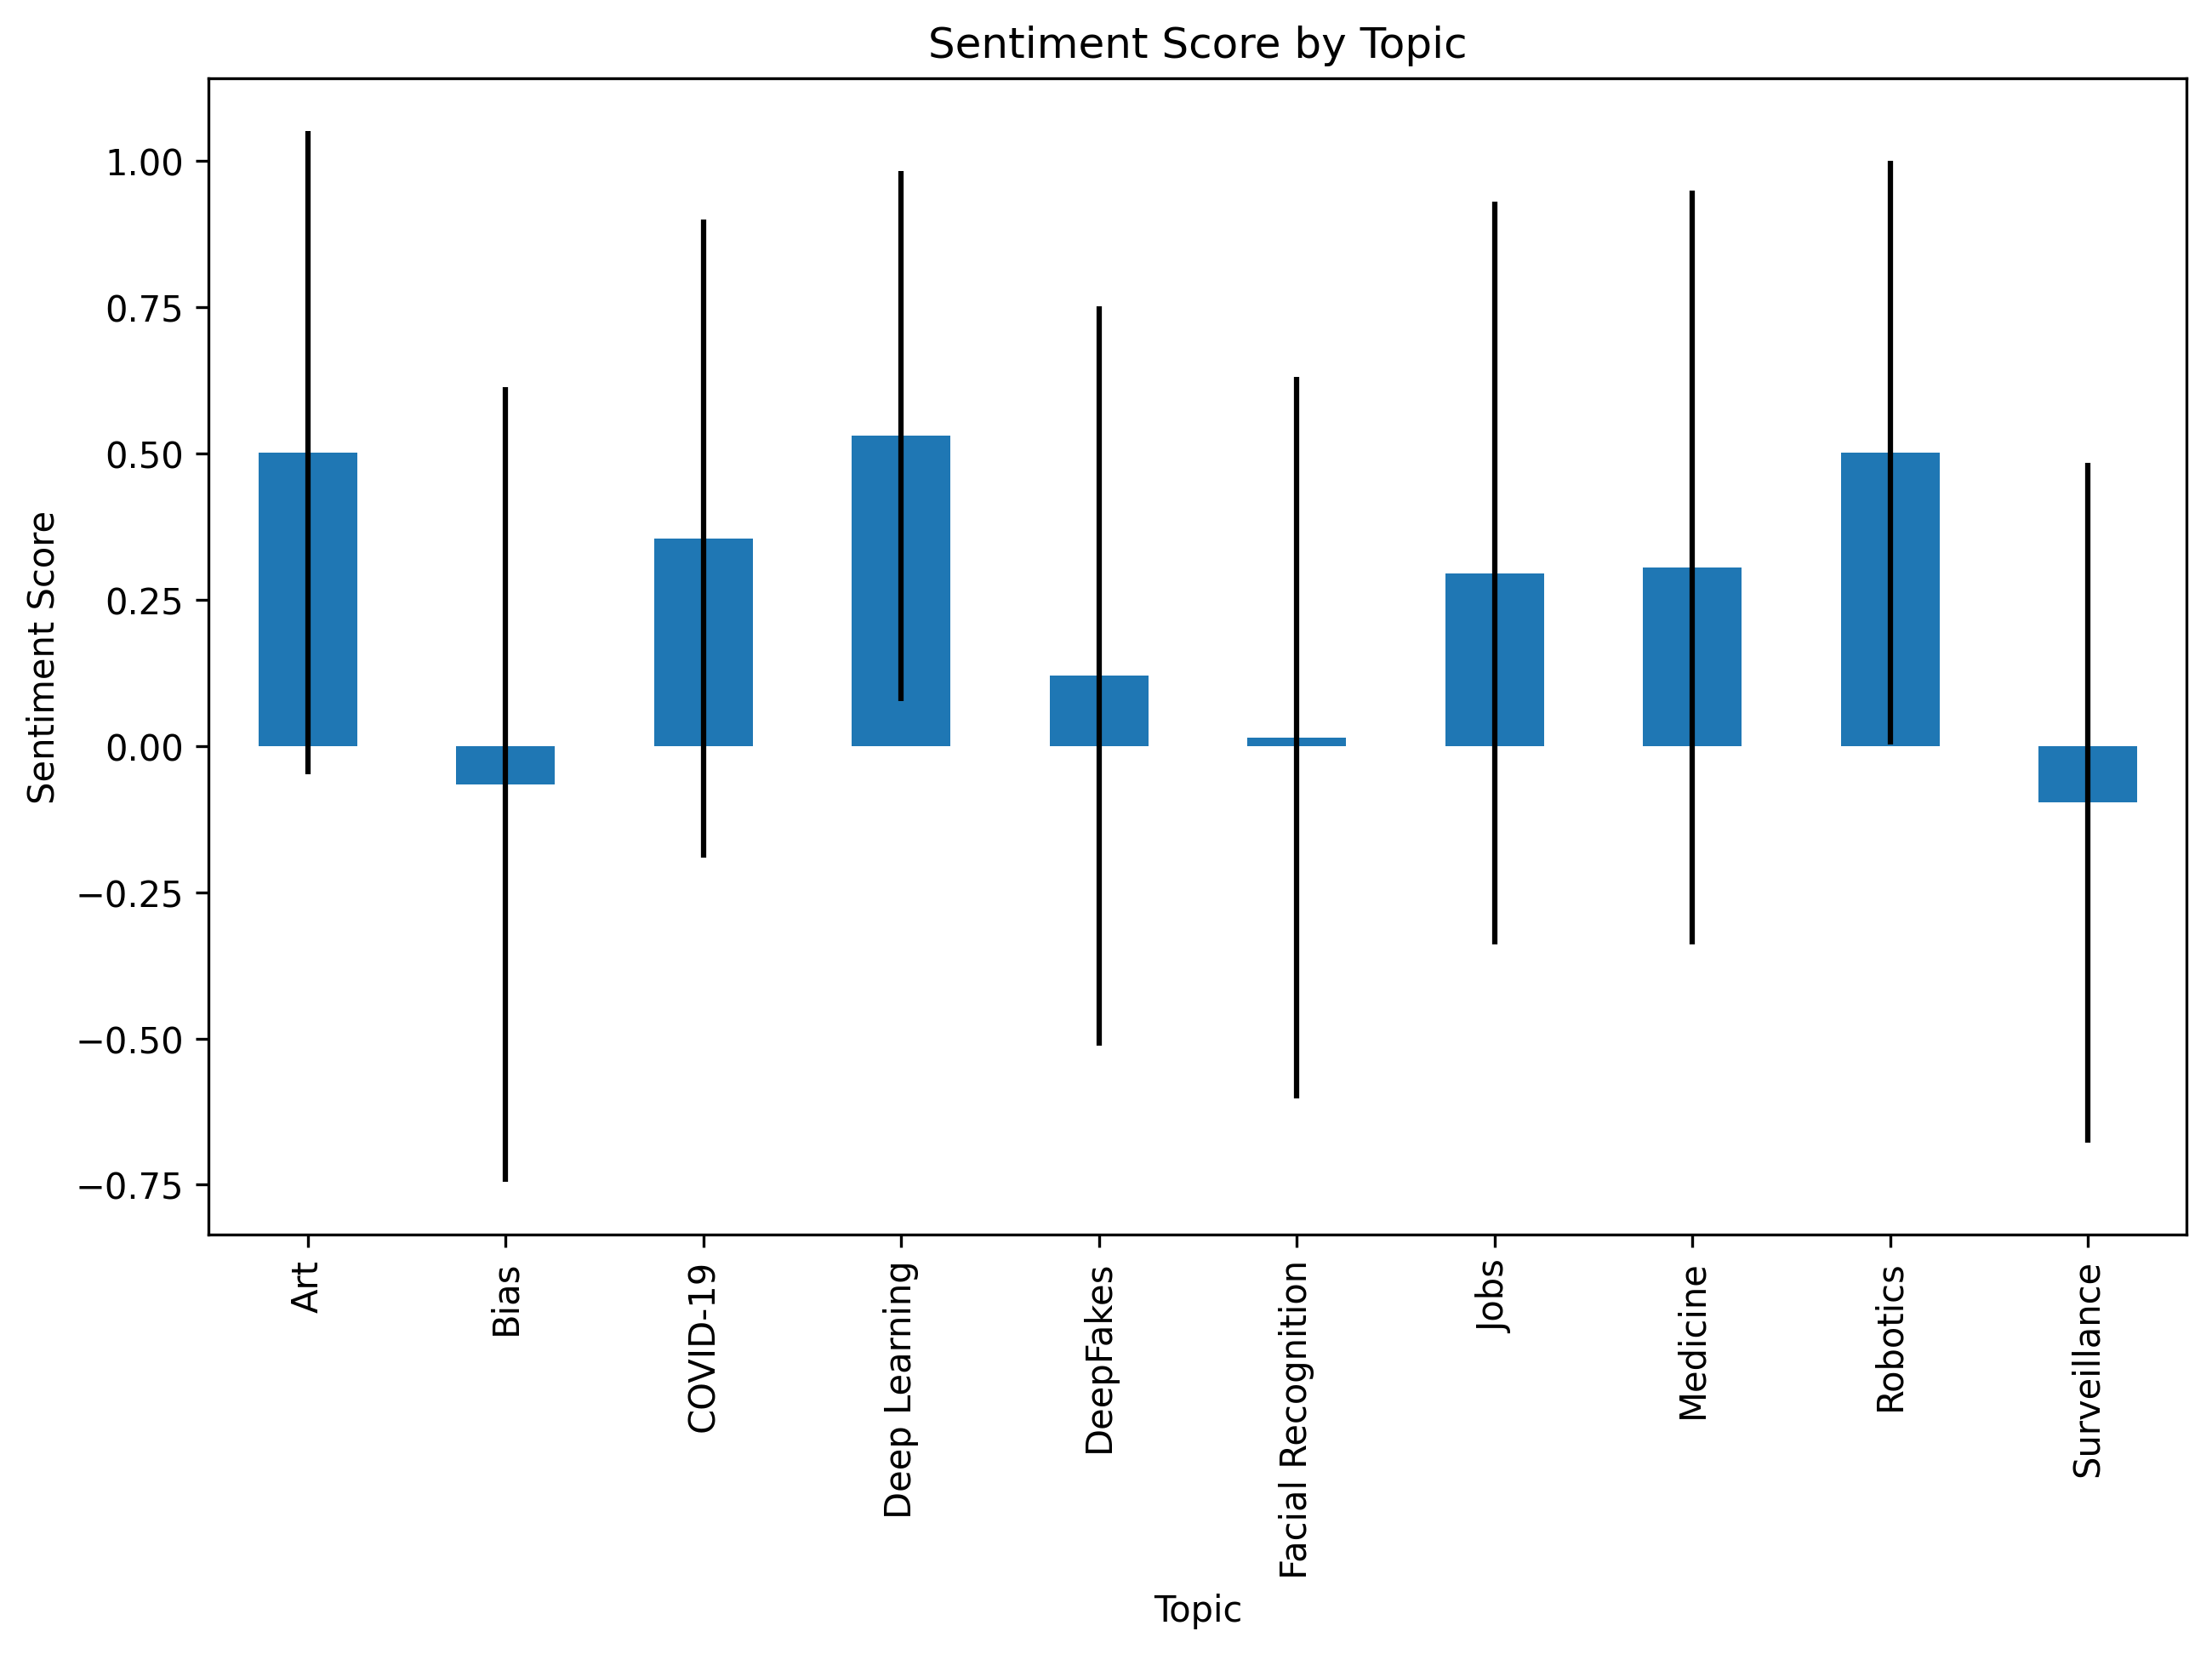 Sentiment Score by Topic
Sentiment Score
1.00
0.75
0.50
0.25
0.00
−0.25
−0.50
−0.75
Art
Bias
COVID-19
Deep Learning
DeepFakes
Facial Recognition
Jobs
Medicine
Robotics
Surveillance
Topic